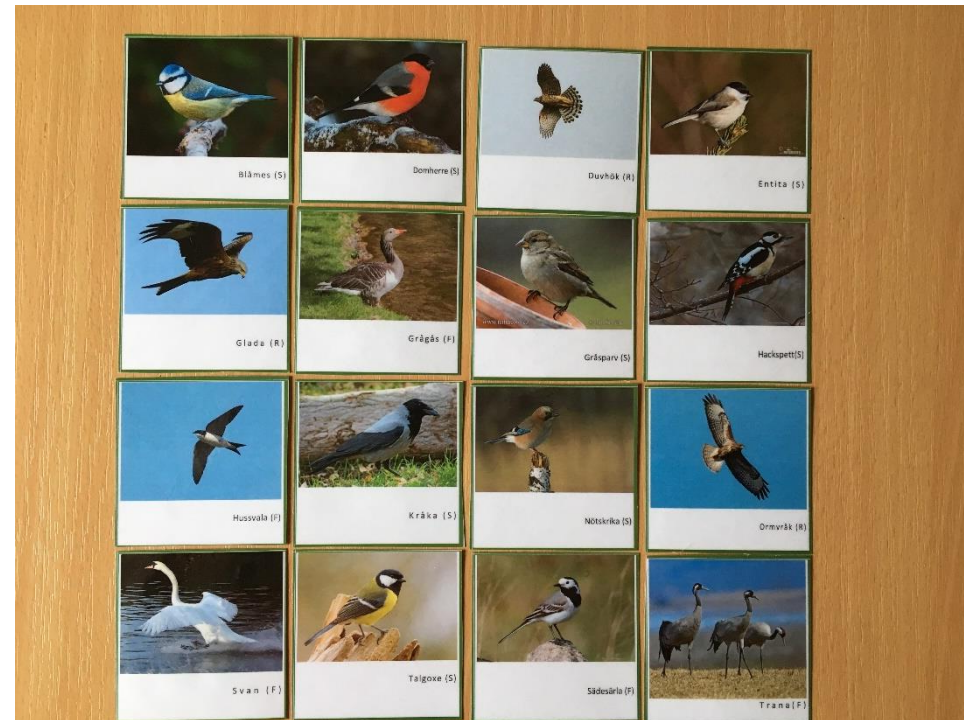 Blåmes (S)
Domherre (S)
Duvhök (R)
Entita (S)
Glada (R)
Grågås (F)
Gråsparv (S)
Hackspett(S)
Hussvala (F)
Kråka (S)
Nötskrika (S)
Ormvråk (R)
Svan (F)
Talgoxe (S)
Sädesärla (F)
Trana(F)